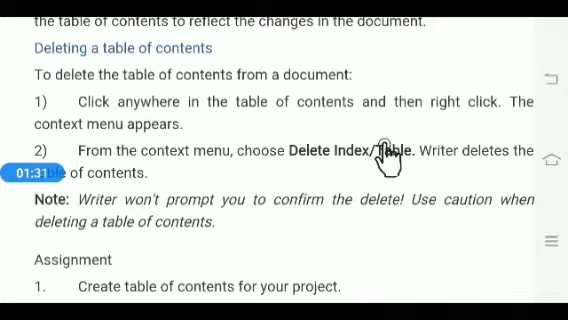 the table of contents to reflect the changes in the document.
Deleting a table of contents
To delete the table of contents from a document:
1) Click anywhere in the table of contents and then right click. The
context menu appears.
2) From the context menu, choose Delete Index/Table. Writer deletes the
01:31 of contents.
Note: Writer won't prompt you to confirm the delete! Use caution when
deleting a table of contents.
Assignment
1. Create table of contents for your project.